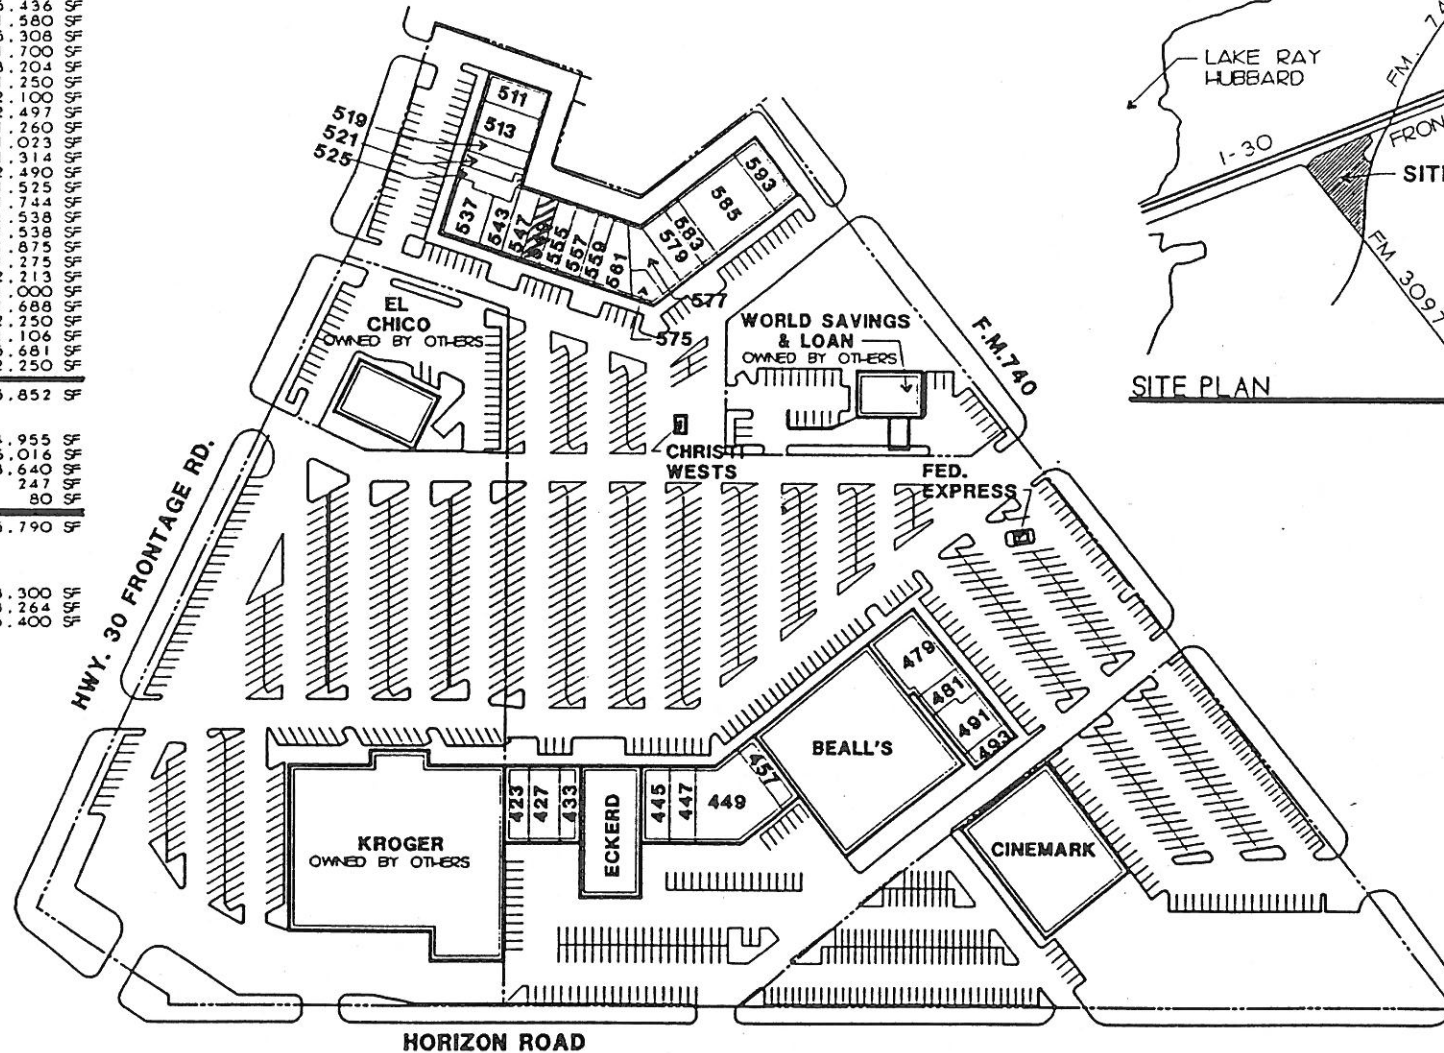 .436 SF
.580 SF
.308 SF
.700 SF
.204 SF
.250 SF
.100 SF
.497 SF
.260 SF
.023 SF
.314 SF
.490 SF
.525 SF
.744 SF
.538 SF
.538 SF
.875 SF
.275 SF
.213 SF
.000 SF
.688 SF
.250 SF
.106 SF
.681 SF
.250 SF
.852 SF
.955 SF
.016 SF
.640 SF
247 SF
80 SF
.790 SF
.300 SF
.264 SF
.400 SF
511
513
519
521
525
537
543
547
555
557
559
561
575
577
579
583
585
593
LAKE RAY
HUBBARD
FM 74
I-30
FRON
SITE
FM 3097
SITE PLAN
EL
CHICO
OWNED BY OTHERS
WORLD SAVINGS
& LOAN
OWNED BY OTHERS
F.M.740
CHRISTI
WESTS
FED.
EXPRESS
HWY. 30 FRONTAGE RD.
479
481
491
493
BEALL'S
457
449
447
445
ECKERD
433
427
423
KROGER
OWNED BY OTHERS
CINEMARK
HORIZON ROAD